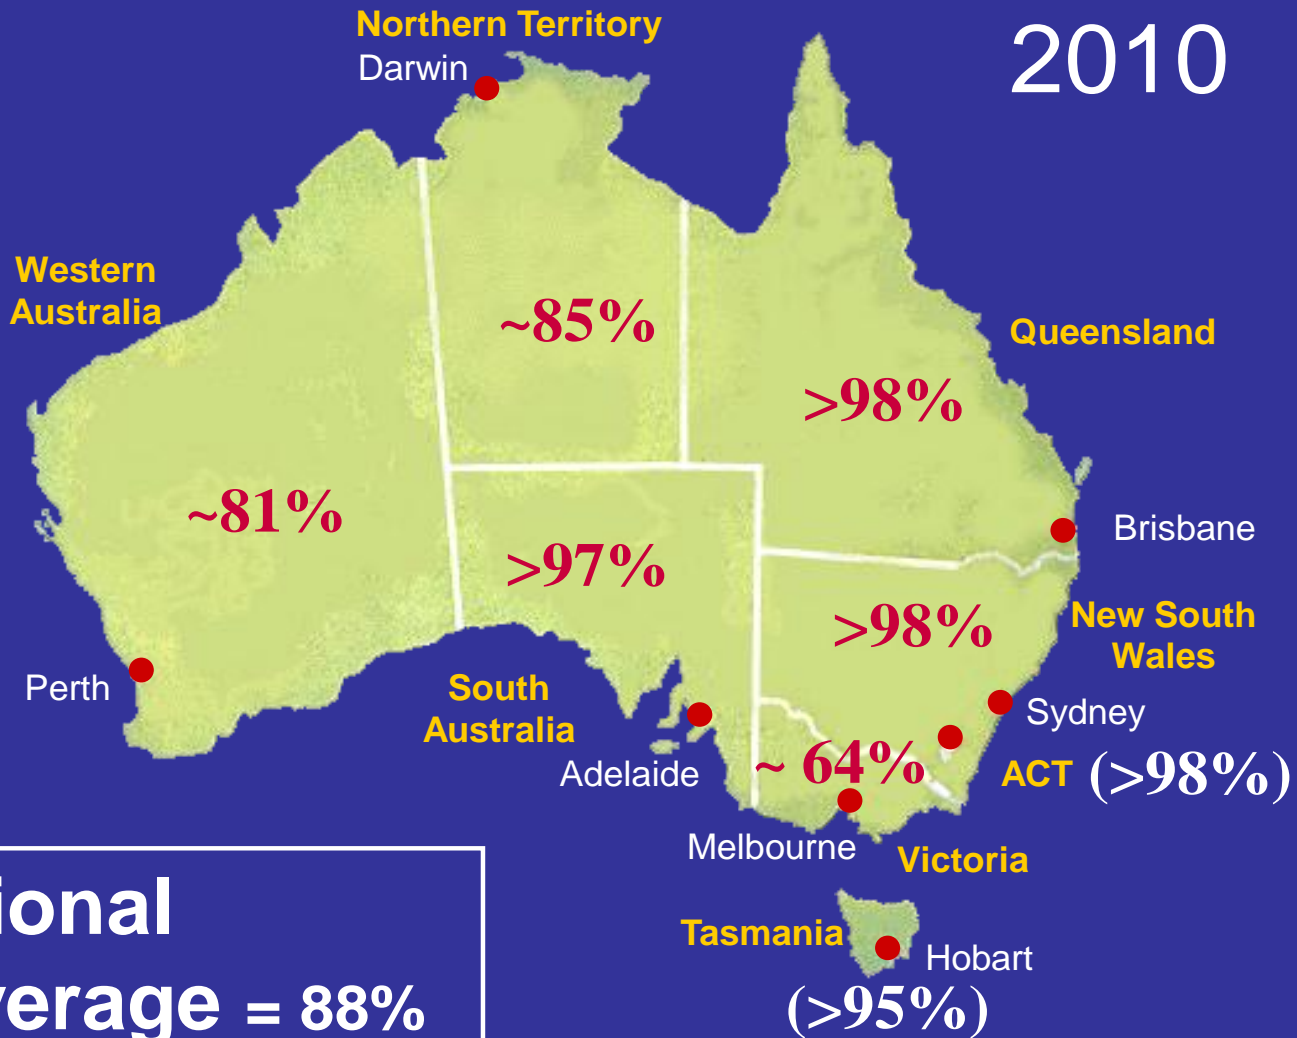 Northern Territory
Darwin
2010
Western
Australia
~85%
Queensland
>98%
~81%
>97%
Brisbane
>98%
New South
Wales
Perth
South
Australia
Sydney
Adelaide
~ 64%
ACT (>98%)
Melbourne
Victoria
ional
verage = 88%
Tasmania
Hobart
(>95%)